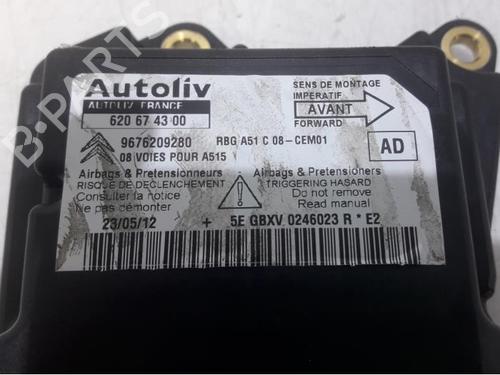 B-PARTS
Autoliv
AUTOLIV FRANCE
620 67 43 00
SENS DE MONTAGE
IMPERATIF
AVANT
FORWARD
9676209280 RBG A51 C 08-CEM01
08 VOIES POUR A515
AD
Airbags & Pretensionneurs
RISQUE DE DECLENCHEMENT
Consulter la notice
Ne pas démonter
Airbags & Pretensioners
TRIGGERING HASARD
Do not remove
Read manual
23/05/12 + 5E GBXV 0246023 R * E2